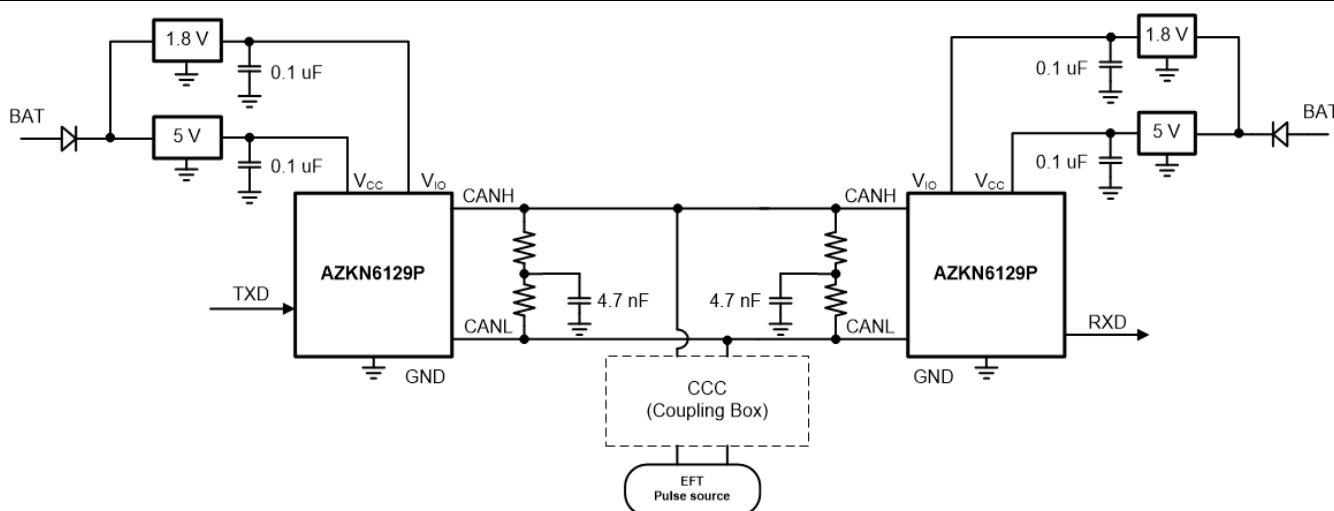 1.8 V
1.8 V
0.1 uF
0.1 uF
BAT
BAT
5 V
5 V
0.1 uF
0.1 uF
VCC
VIO
VIO
VCC
CANH
CANH
AZKN6129P
AZKN6129P
TXD
4.7 nF
4.7 nF
RXD
CANL
CANL
GND
GND
CCC
(Coupling Box)
EFT
Pulse source